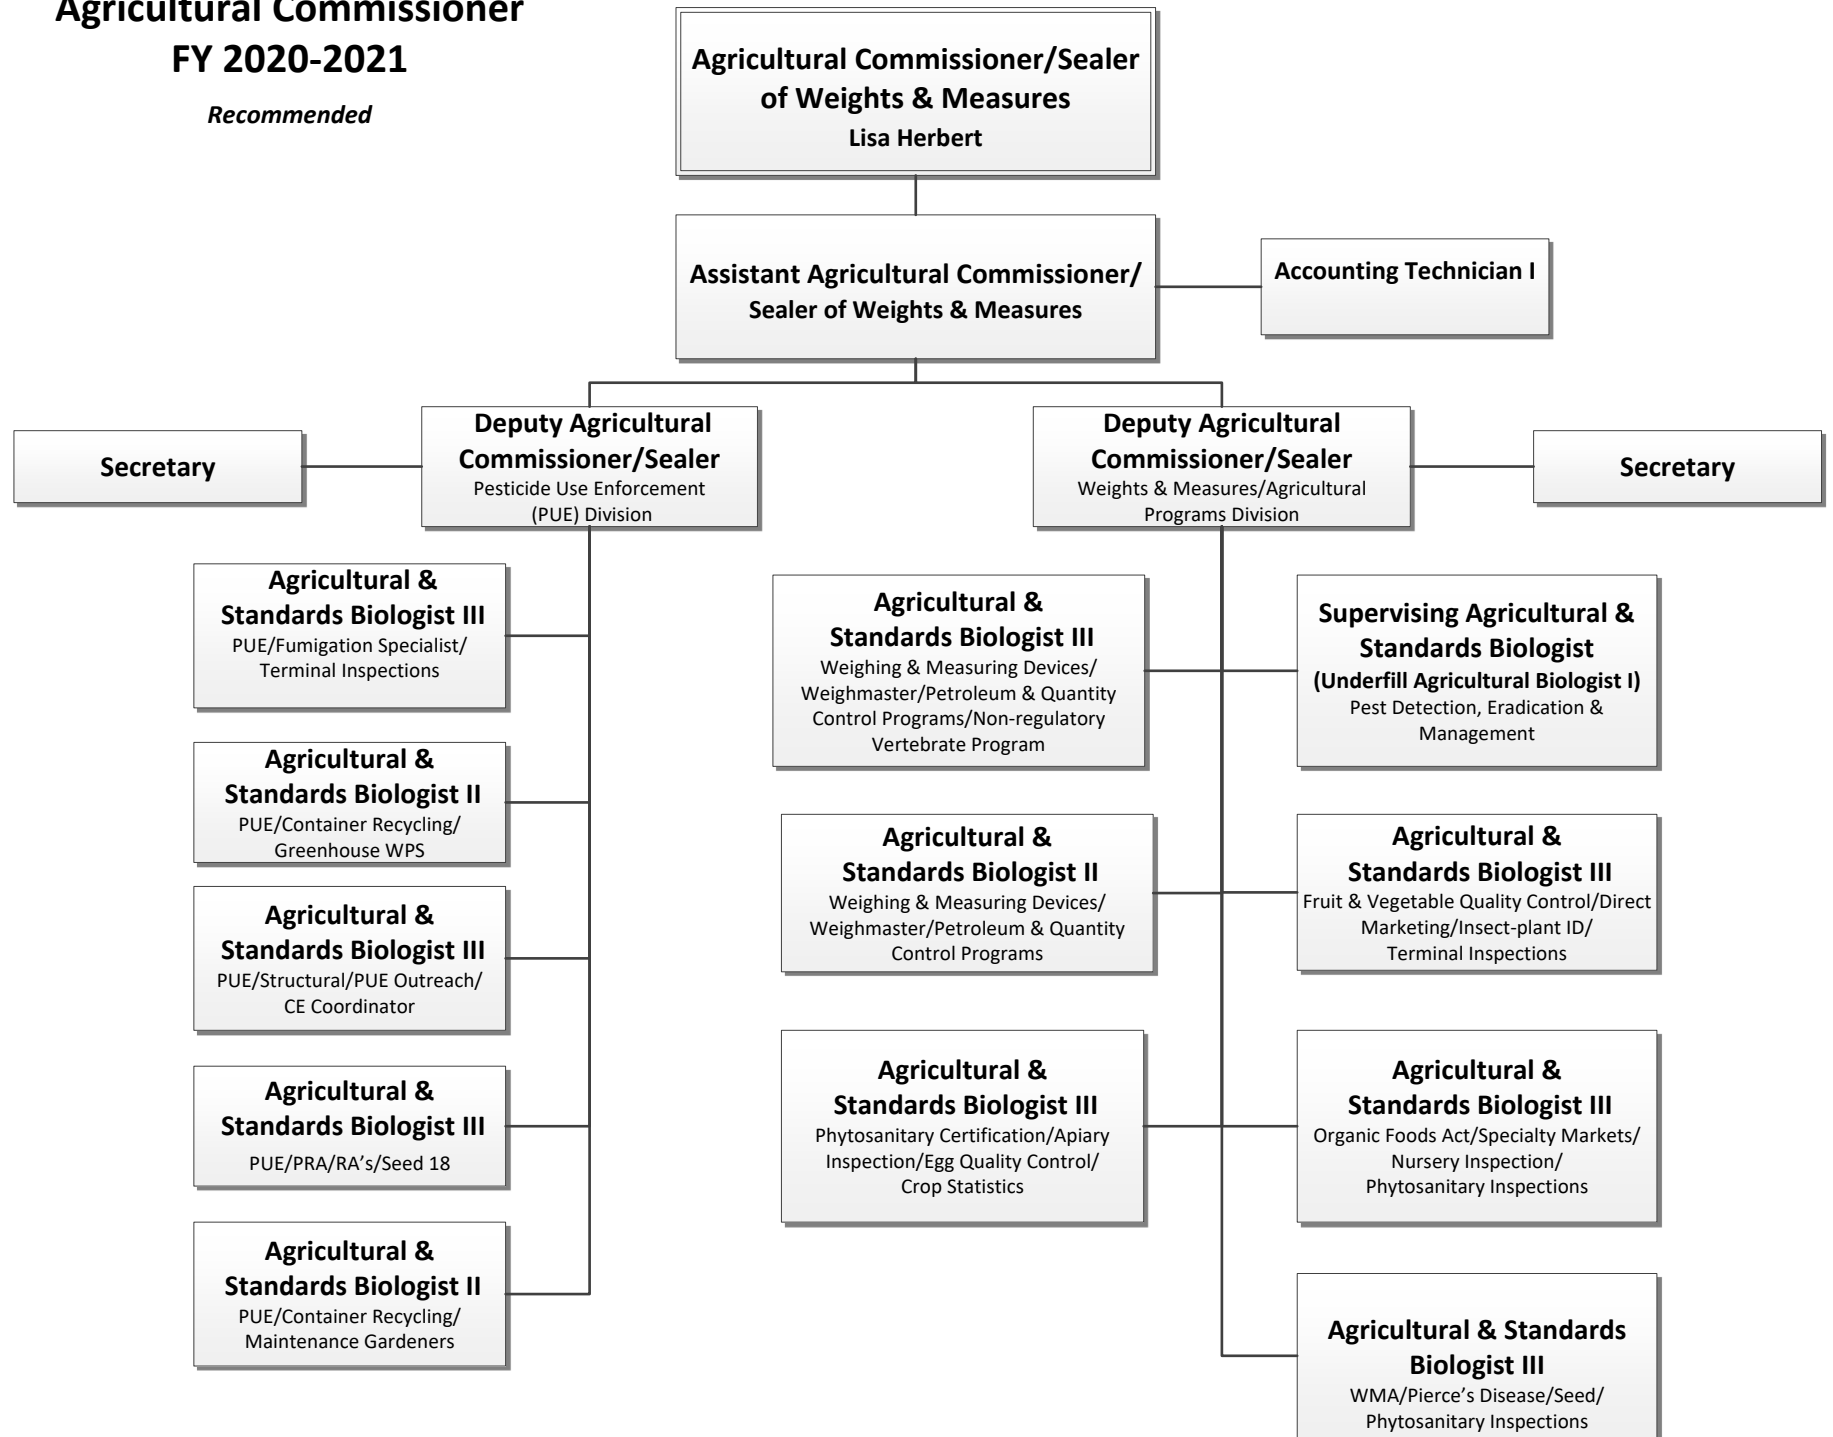 Agricultural Commissioner
FY 2020-2021
Recommended
Agricultural Commissioner/Sealer
of Weights & Measures
Lisa Herbert
Assistant Agricultural Commissioner/
Sealer of Weights & Measures
Accounting Technician I
Secretary
Deputy Agricultural
Commissioner/Sealer
Pesticide Use Enforcement
(PUE) Division
Deputy Agricultural
Commissioner/Sealer
Weights & Measures/Agricultural
Programs Division
Secretary
Agricultural &
Standards Biologist III
PUE/Fumigation Specialist/
Terminal Inspections
Agricultural &
Standards Biologist II
PUE/Container Recycling/
Greenhouse WPS
Agricultural &
Standards Biologist III
PUE/Structural/PUE Outreach/
CE Coordinator
Agricultural &
Standards Biologist III
PUE/PRA/RA's/Seed 18
Agricultural &
Standards Biologist II
PUE/Container Recycling/
Maintenance Gardeners
Agricultural &
Standards Biologist III
Weighing & Measuring Devices/
Weighmaster/Petroleum & Quantity
Control Programs/Non-regulatory
Vertebrate Program
Supervising Agricultural &
Standards Biologist
(Underfill Agricultural Biologist I)
Pest Detection, Eradication &
Management
Agricultural &
Standards Biologist II
Weighing & Measuring Devices/
Weighmaster/Petroleum & Quantity
Control Programs
Agricultural &
Standards Biologist III
Fruit & Vegetable Quality Control/Direct
Marketing/Insect-plant ID/
Terminal Inspections
Agricultural &
Standards Biologist III
Phytosanitary Certification/Apiary
Inspection/Egg Quality Control/
Crop Statistics
Agricultural &
Standards Biologist III
Organic Foods Act/Specialty Markets/
Nursery Inspection/
Phytosanitary Inspections
Agricultural & Standards
Biologist III
WMA/Pierce's Disease/Seed/
Phytosanitary Inspections